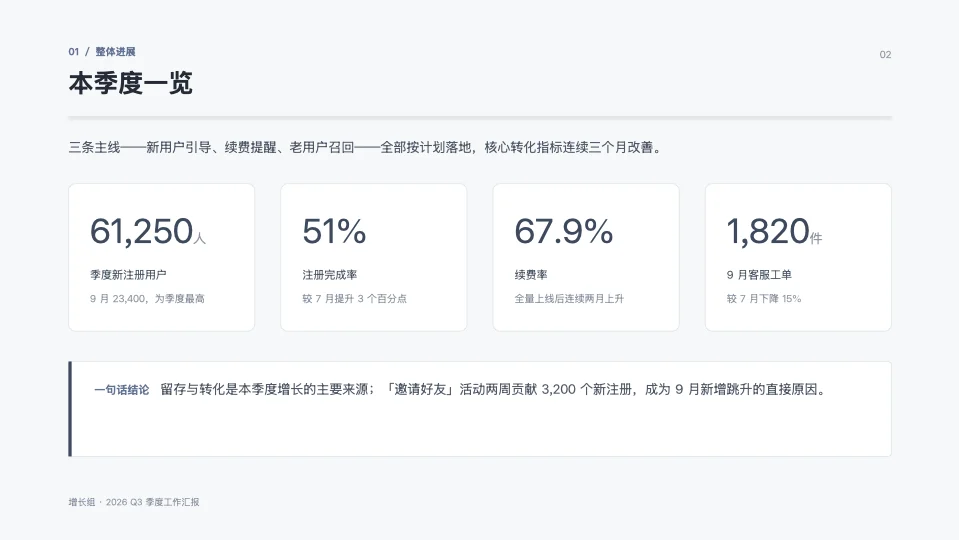 01 / 整体进展
02
本季度一览
三条主线——新用户引导、续费提醒、老用户召回——全部按计划落地，核心转化指标连续三个月改善。
61,250人
季度新注册用户
9 月 23,400，为季度最高
51%
注册完成率
较 7 月提升 3 个百分点
67.9%
续费率
全量上线后连续两月上升
1,820件
9 月客服工单
较 7 月下降 15%
一句话结论 留存与转化是本季度增长的主要来源；「邀请好友」活动两周贡献 3,200 个新注册，成为 9 月新增跳升的直接原因。
增长组 · 2026 Q3 季度工作汇报